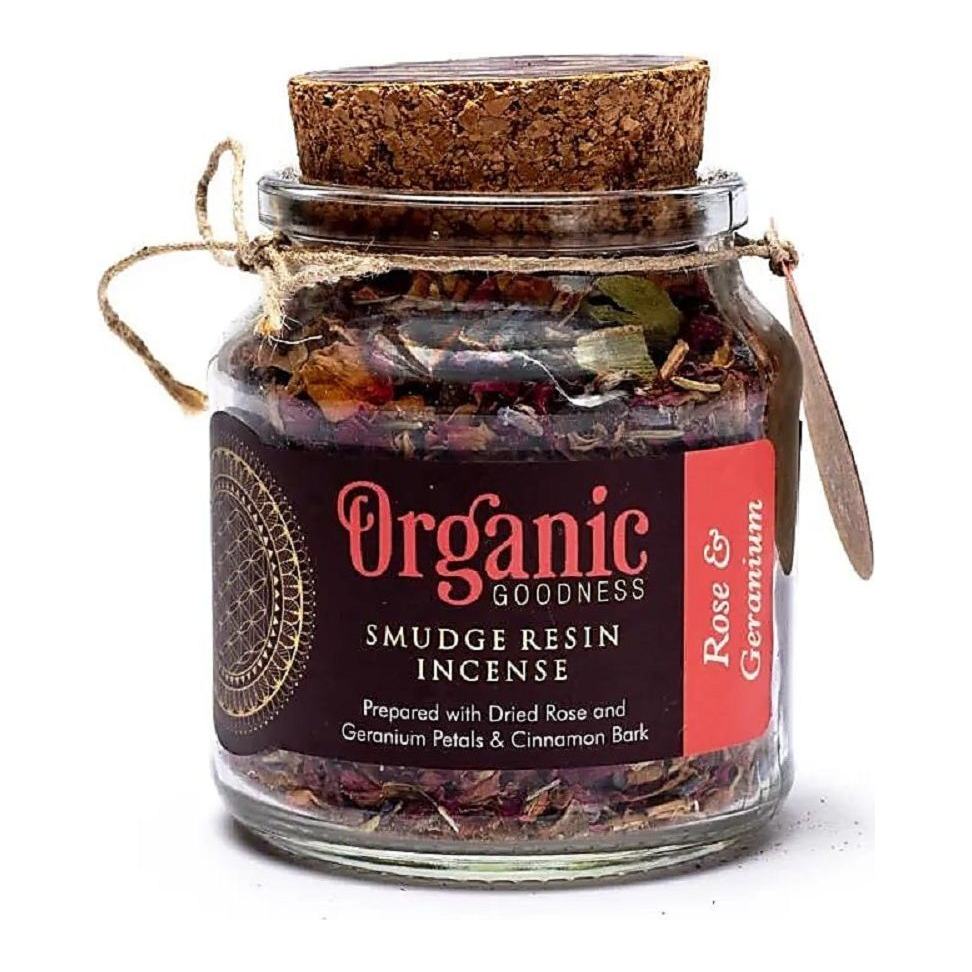 Organic
GOODNESS
SMUDGE RESIN
INCENSE
Prepared with Dried Rose and
Geranium Petals & Cinnamon Bark
Rose &
Geranium